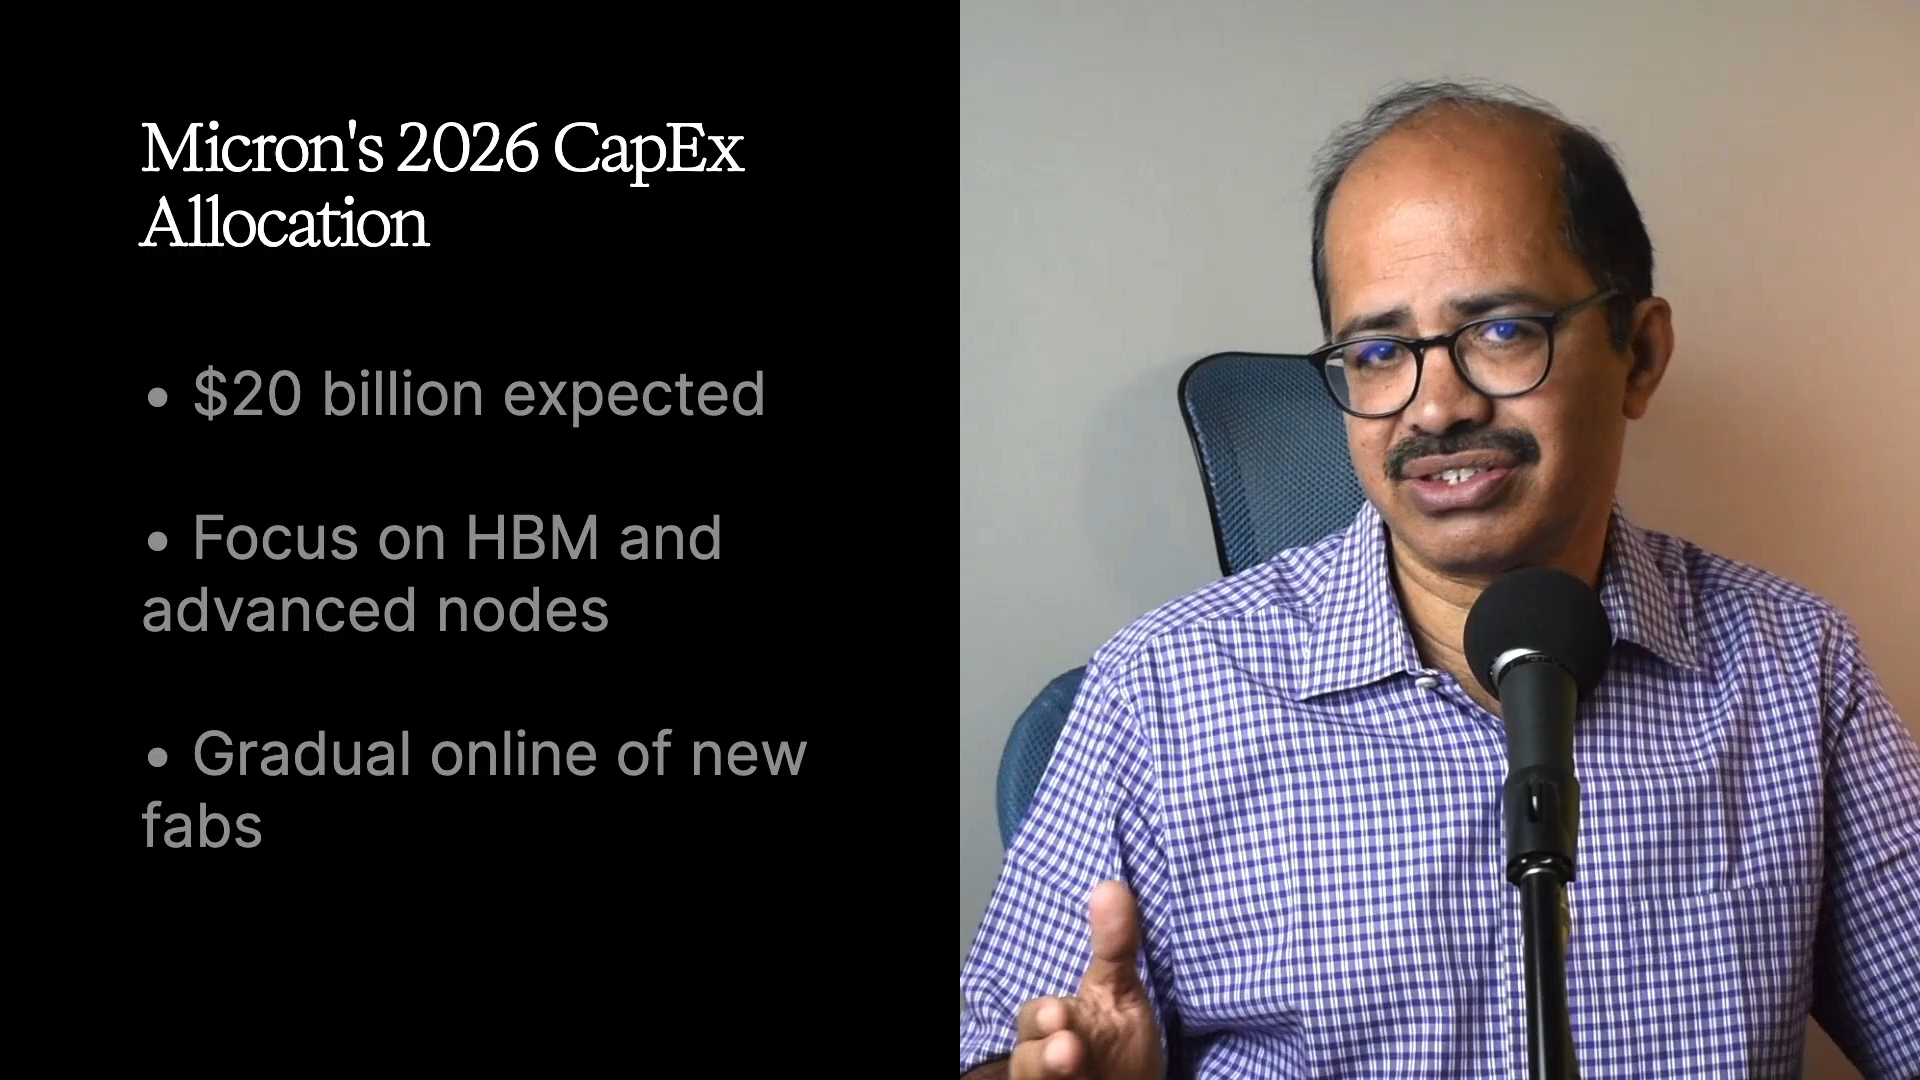 Micron's 2026 CapEx
Allocation
• $20 billion expected
• Focus on HBM and
advanced nodes
• Gradual online of new
fabs